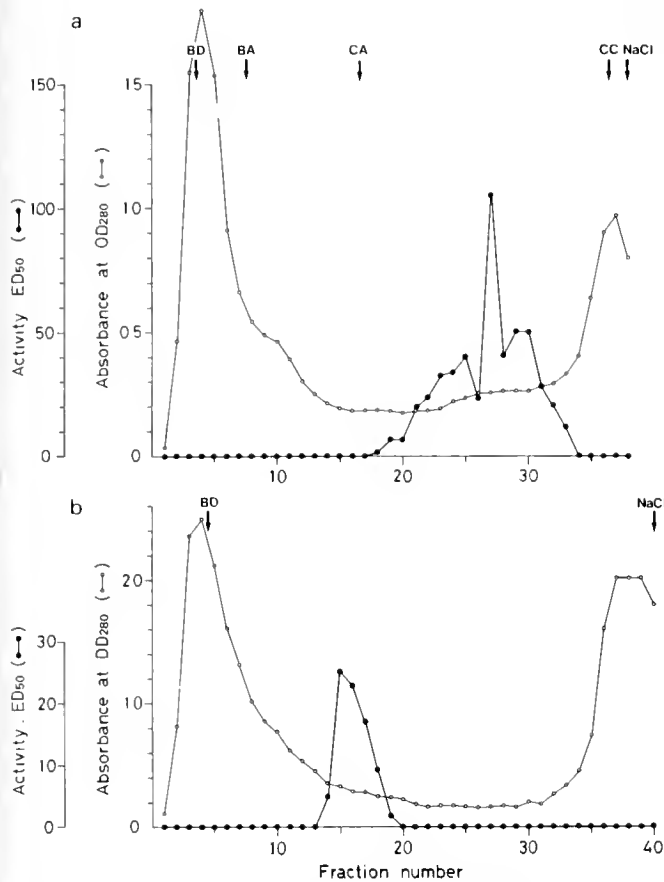 a
BD BA CA CC NaCl
150 15
100 10
50 05
0 0
Activity ED50
Absorbance at OD280
10 20 30
b
BD NaC
30 20
20
10 10
0 0
Activity . ED50
Absorbance at DD280
10 20 30 40
Fraction number